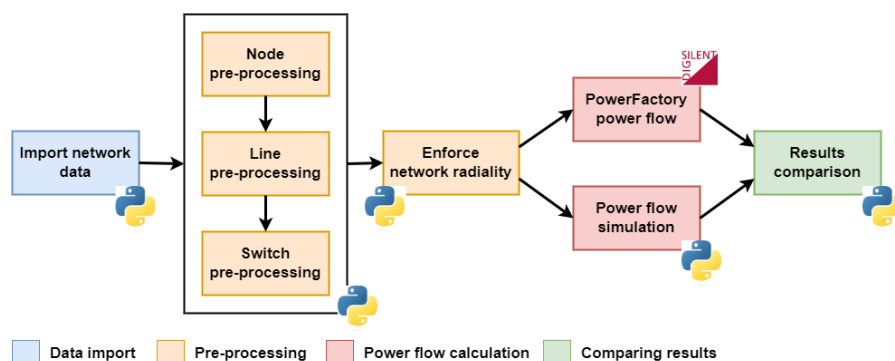 Node
pre-processing
SILENT
DIG
PowerFactory
power flow
Import network
data
Line
pre-processing
Enforce
network radiality
Results
comparison
Power flow
simulation
Switch
pre-processing
Data import
Pre-processing
Power flow calculation
Comparing results